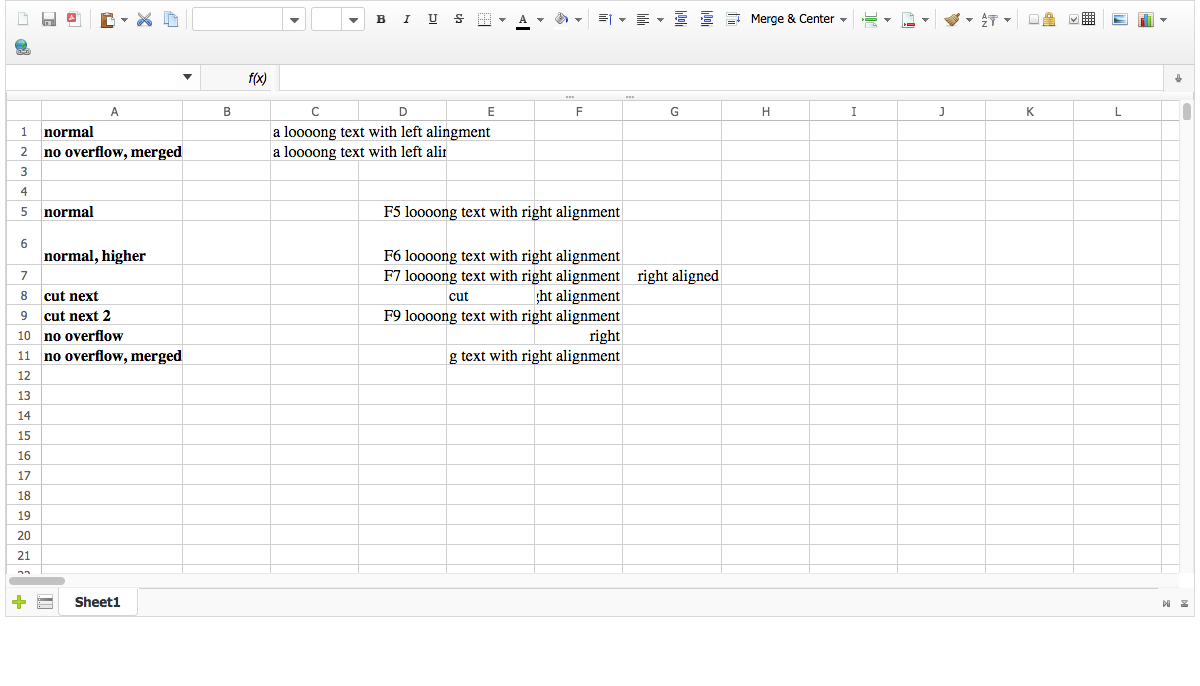 B I U S A Merge & Center A Z
f(x)
A B C D E F G H I J K L
1 normal a loooong text with left alingment
2 no overflow, merged a loooong text with left alin
3
4
5 normal F5 loooong text with right alignment
6 normal, higher F6 loooong text with right alignment
7 F7 loooong text with right alignment right aligned
8 cut next cut ght alignment
9 cut next 2 F9 loooong text with right alignment
10 no overflow right
11 no overflow, merged g text with right alignment
12
13
14
15
16
17
18
19
20
21
Sheet1